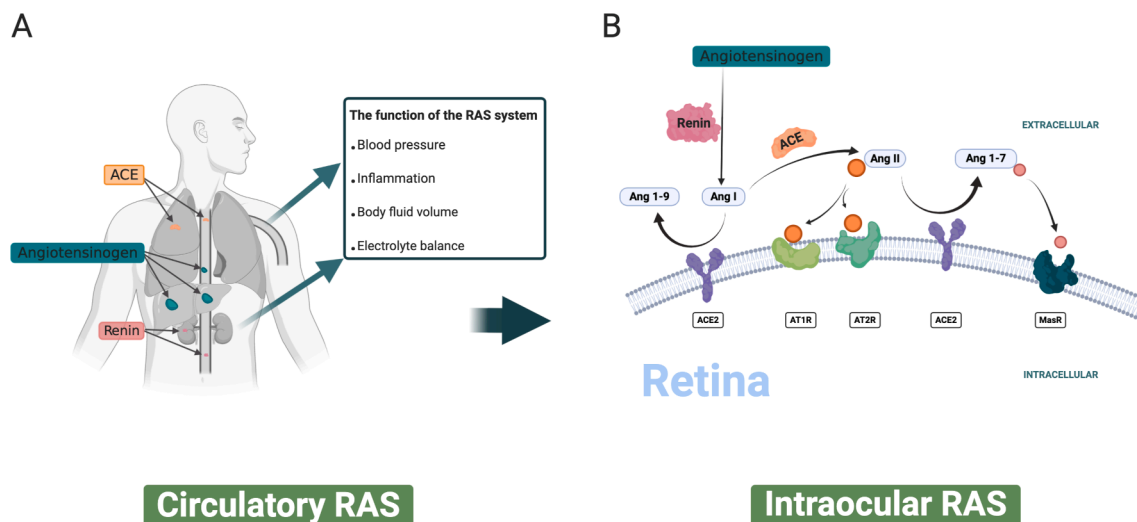 A
The function of the RAS system
• Blood pressure
• Inflammation
• Body fluid volume
• Electrolyte balance
ACE
Angiotensinogen
Renin
Circulatory RAS
B
Angiotensinogen
Renin
ACE
EXTRACELLULAR
Ang 1-9
Ang I
Ang II
Ang 1-7
ACE2
AT1R
AT2R
ACE2
MasR
Retina
INTRACELLULAR
Intraocular RAS